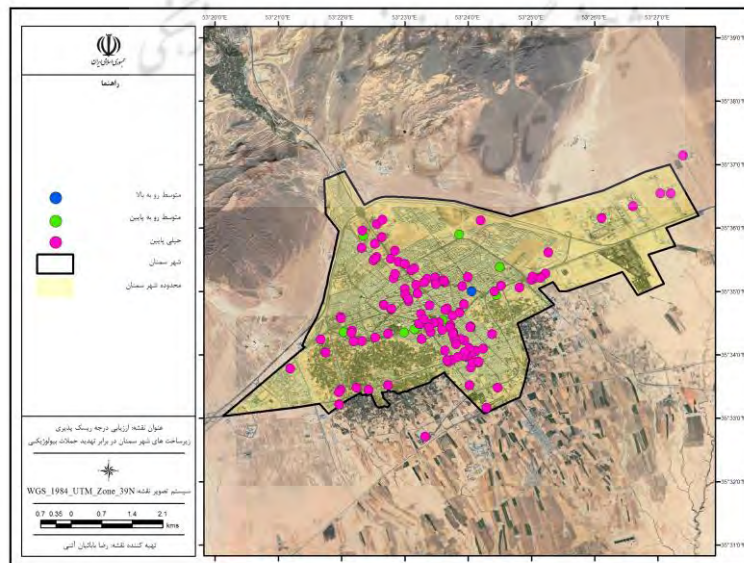 53°20'0"E
53°21'0"E
53°22'0"E
53°23'0"E
53°24'0"E
53°25'0"E
53°26'0"E
53°27'0"E
35°39'0"N
35°38'0"N
35°37'0"N
35°36'0"N
35°35'0"N
35°34'0"N
35°33'0"N
35°32'0"N
35°31'0"N
جمهوری اسلامی ایران
راهنما
متوسط رو به بالا
متوسط رو به پایین
خیلی پایین
شهر سمنان
محدوده شهر سمنان
عنوان نقشه: ارزیابی درجه ریسک پذیری
زیرساخت های شهر سمنان در برابر تهدید حملات بیولوژیکی
سیستم تصویر نقشه: WGS_1984_UTM_Zone_39N
0.7 0.35 0 0.7 1.4 2.1
kms
تهیه کننده نقشه: رضا بابائیان آتنی